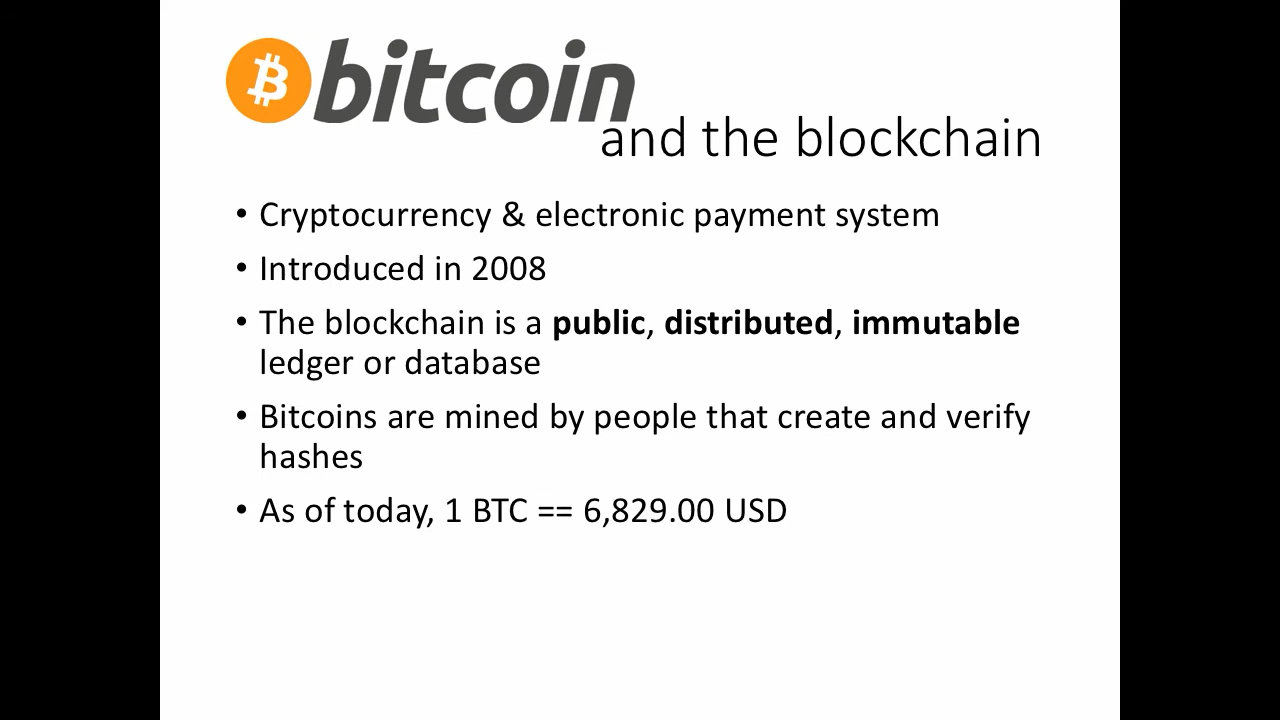 bitcoin
and the blockchain
• Cryptocurrency & electronic payment system
• Introduced in 2008
• The blockchain is a public, distributed, immutable
ledger or database
• Bitcoins are mined by people that create and verify
hashes
• As of today, 1 BTC == 6,829.00 USD